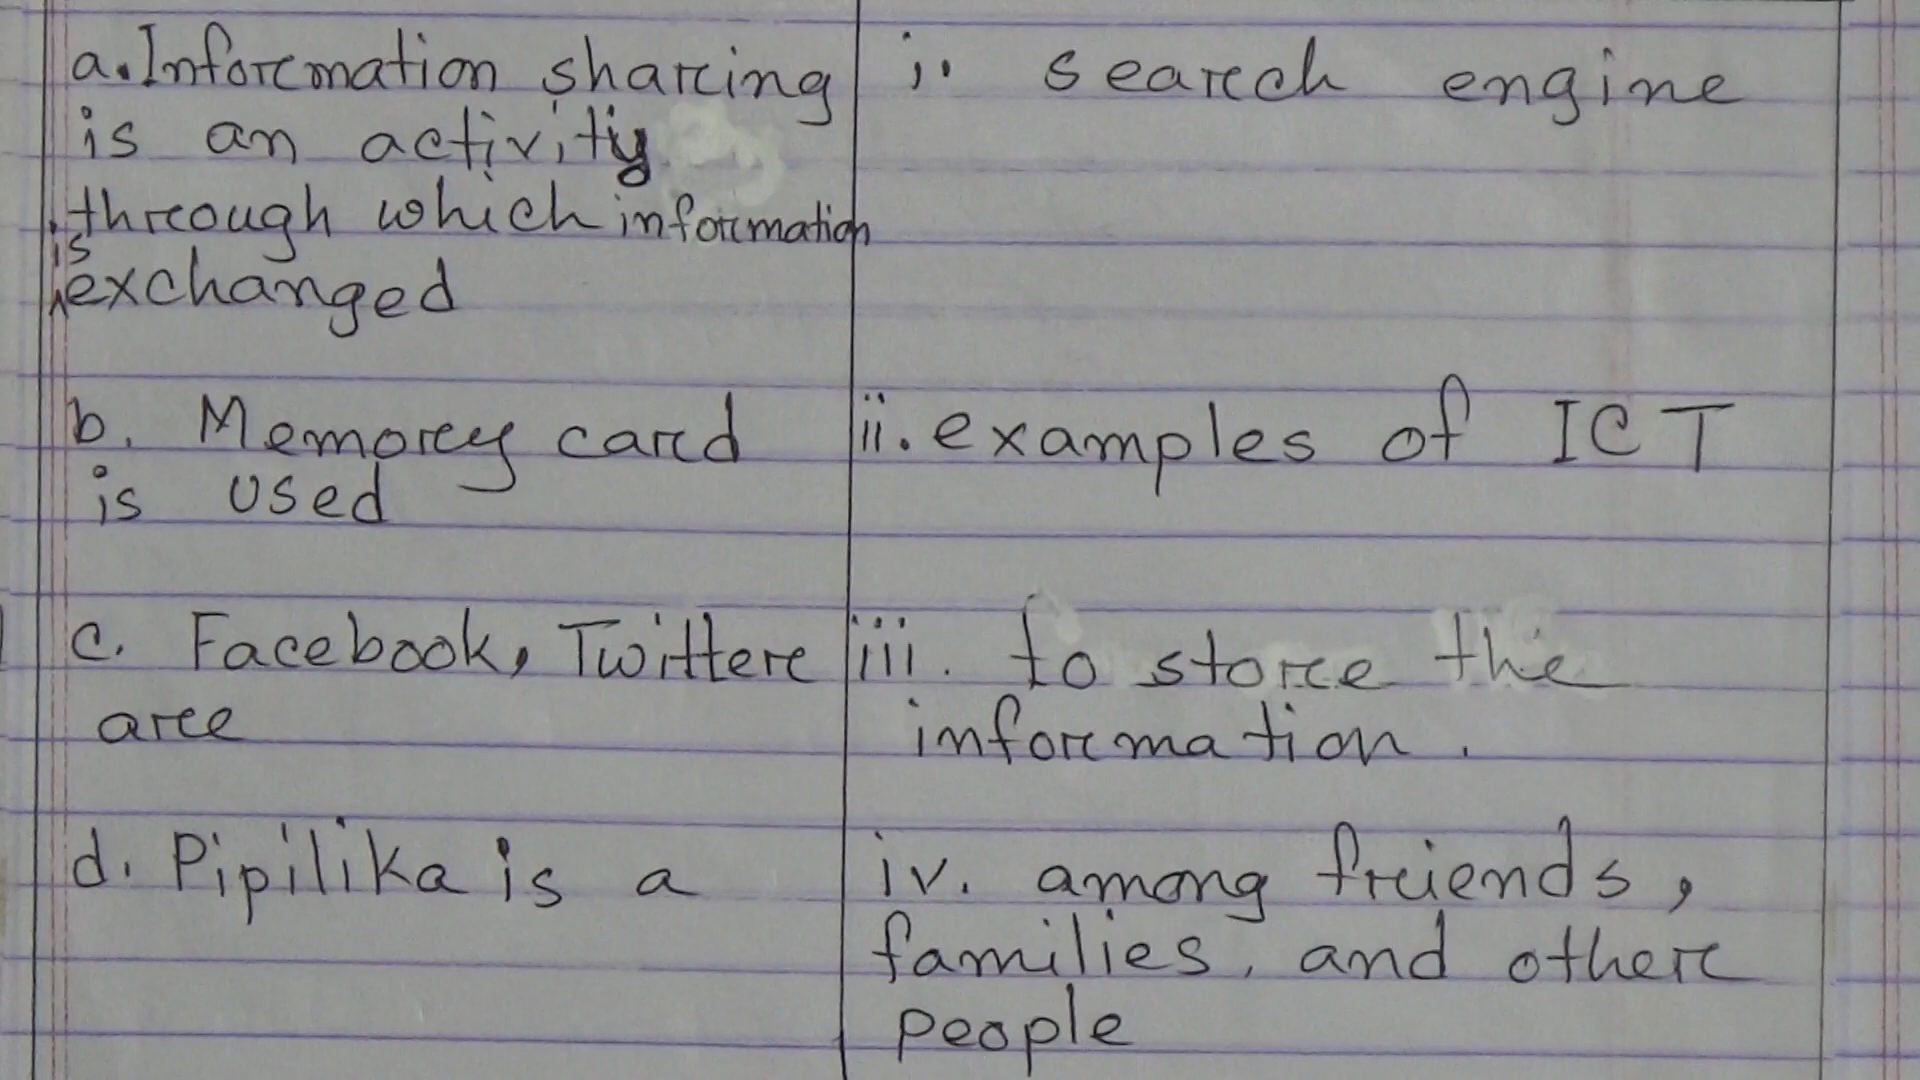 a. Information sharing
is an activity
through which information
is
exchanged
i. search engine
b. Memory card
is used
ii. examples of ICT
c. Facebook, Twitter
are
iii. to store the
information.
d. Pipilika is a
iv. among friends,
families, and other
people